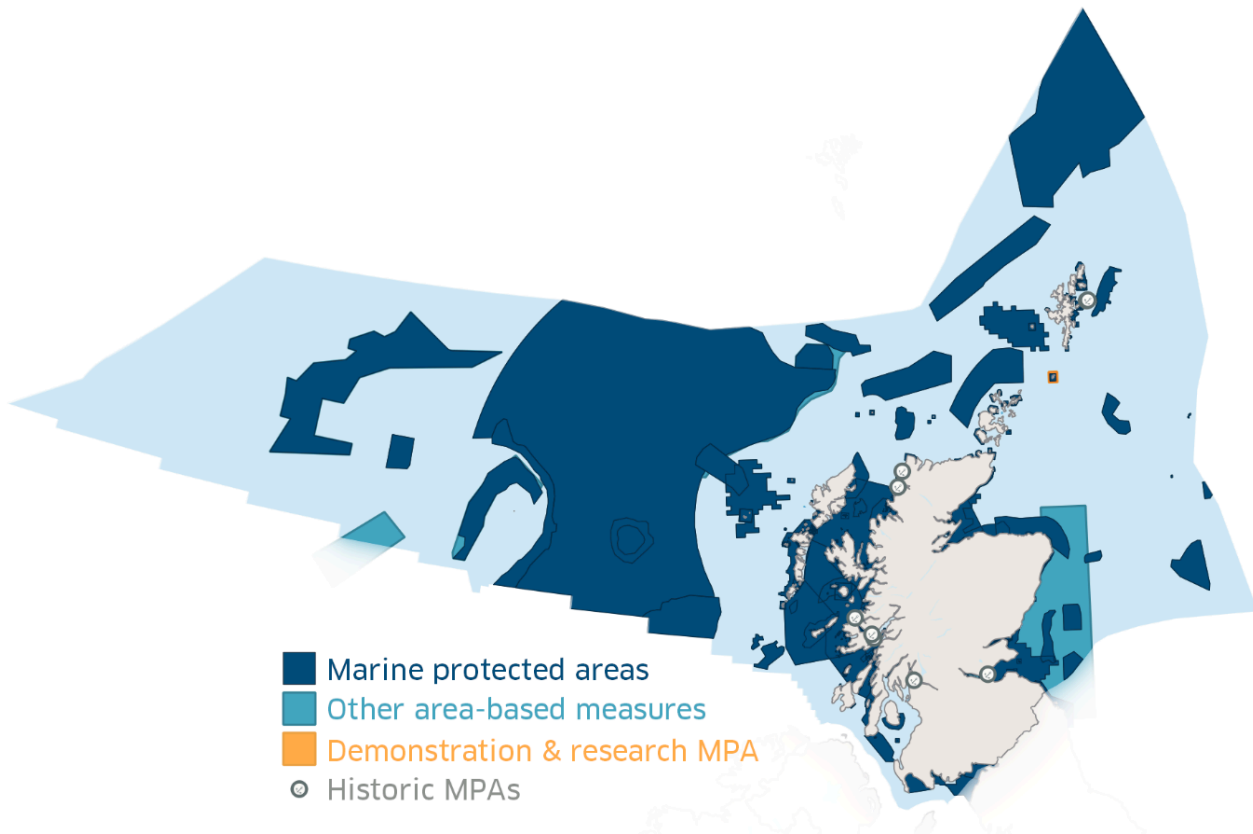 Marine protected areas
Other area-based measures
Demonstration & research MPA
Historic MPAs